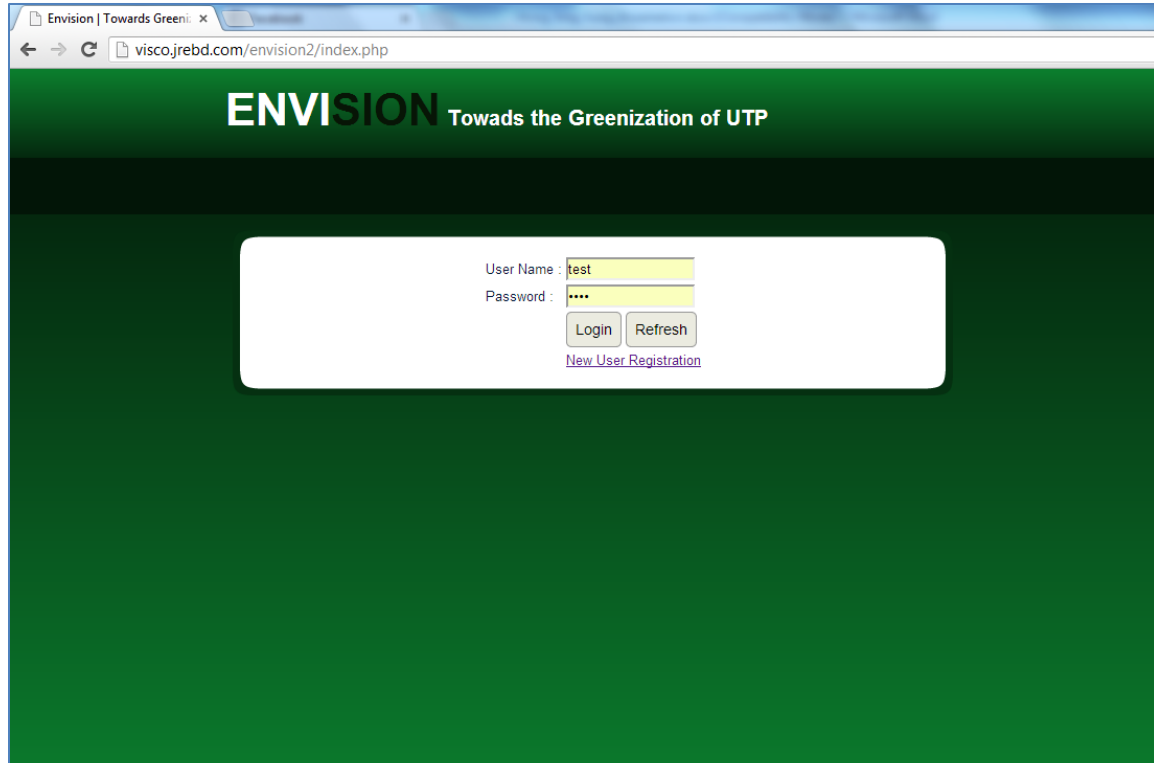 Envision | Towards Greeni
visco.jrebd.com/envision2/index.php
ENVISION Towads the Greenization of UTP
User Name : test
Password : ••••
Login Refresh
New User Registration